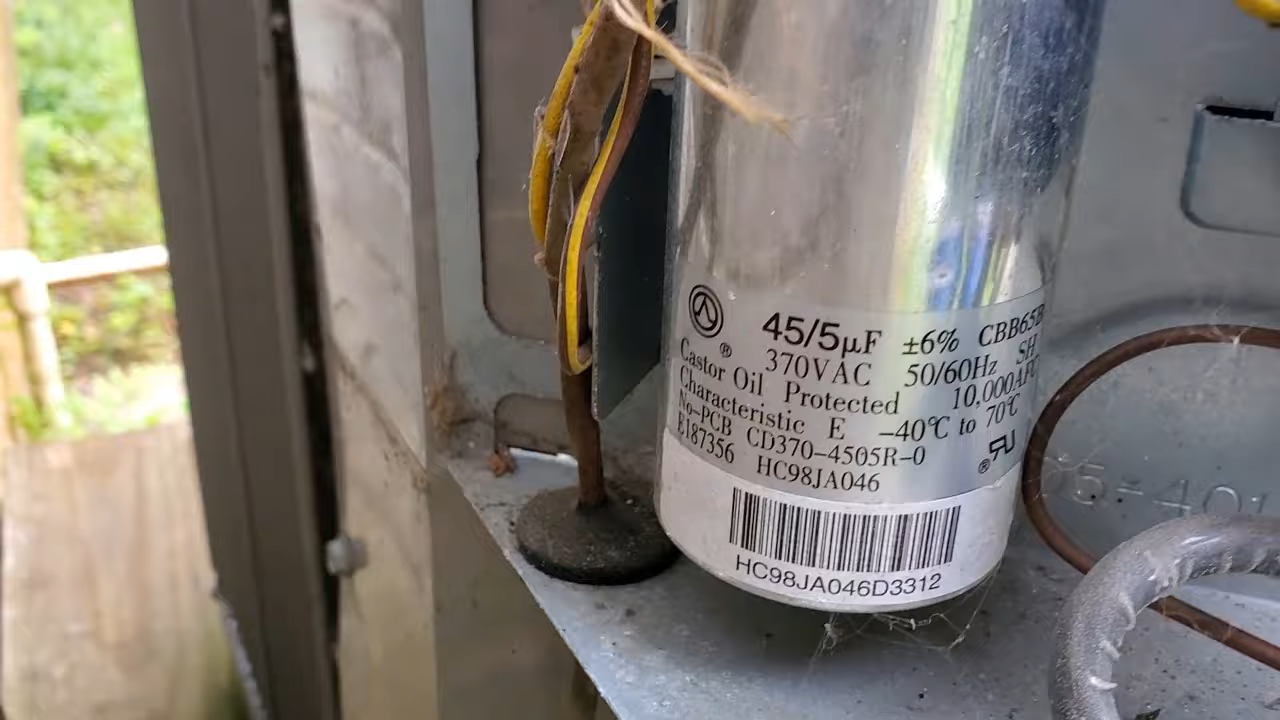 45/5µF ±6% CBB65B
370VAC 50/60Hz SH
Castor Oil Protected 10,000AFC
Characteristic E -40℃ to 70℃
No-PCB CD370-4505R-0
E187356 HC98JA046
HC98JA046D3312